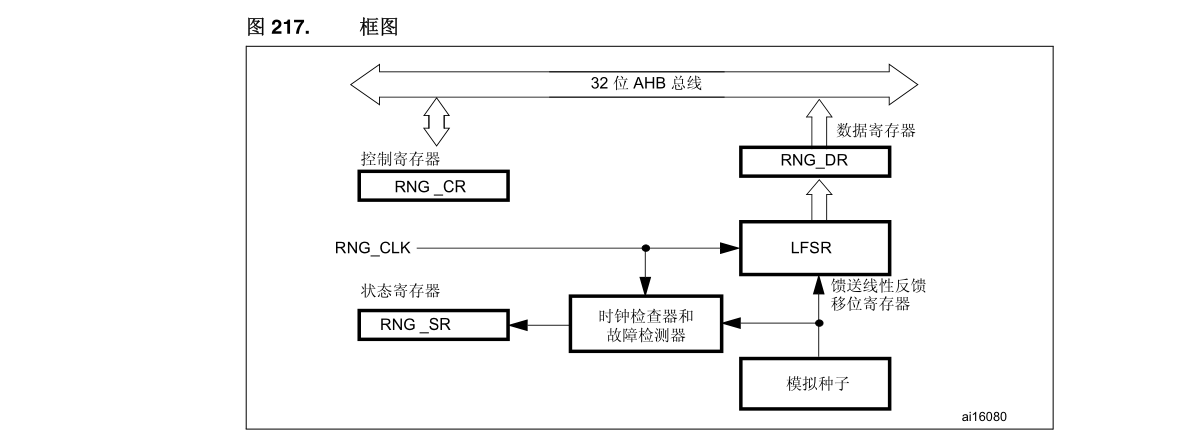 图 217. 框图
32 位 AHB 总线
数据寄存器
控制寄存器
RNG_DR
RNG _CR
RNG_CLK
LFSR
馈送线性反馈
移位寄存器
状态寄存器
RNG _SR
时钟检查器和
故障检测器
模拟种子
ai16080